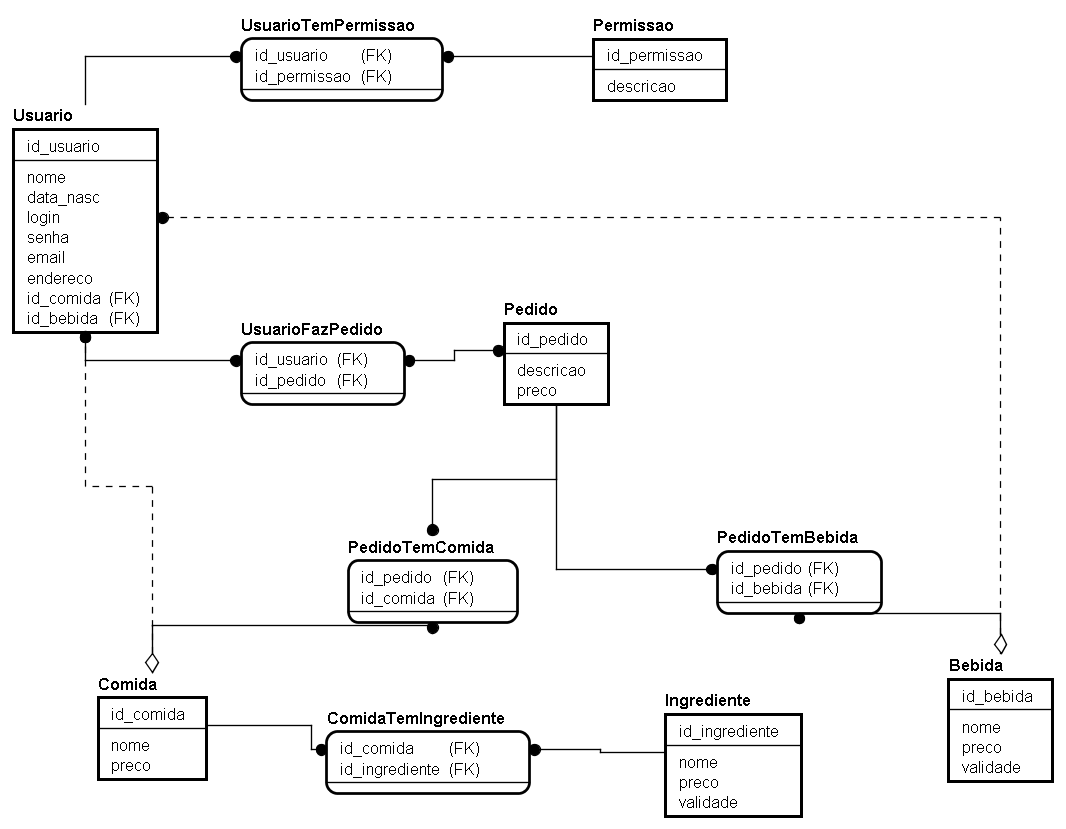 UsuarioTemPermissao
id_usuario (FK)
id_permissao (FK)
Permissao
id_permissao
descricao
Usuario
id_usuario
nome
data_nasc
login
senha
email
endereco
id_comida (FK)
id_bebida (FK)
UsuarioFazPedido
id_usuario (FK)
id_pedido (FK)
Pedido
id_pedido
descricao
preco
PedidoTemComida
id_pedido (FK)
id_comida (FK)
PedidoTemBebida
id_pedido (FK)
id_bebida (FK)
Comida
id_comida
nome
preco
ComidaTemIngrediente
id_comida (FK)
id_ingrediente (FK)
Ingrediente
id_ingrediente
nome
preco
validade
Bebida
id_bebida
nome
preco
validade